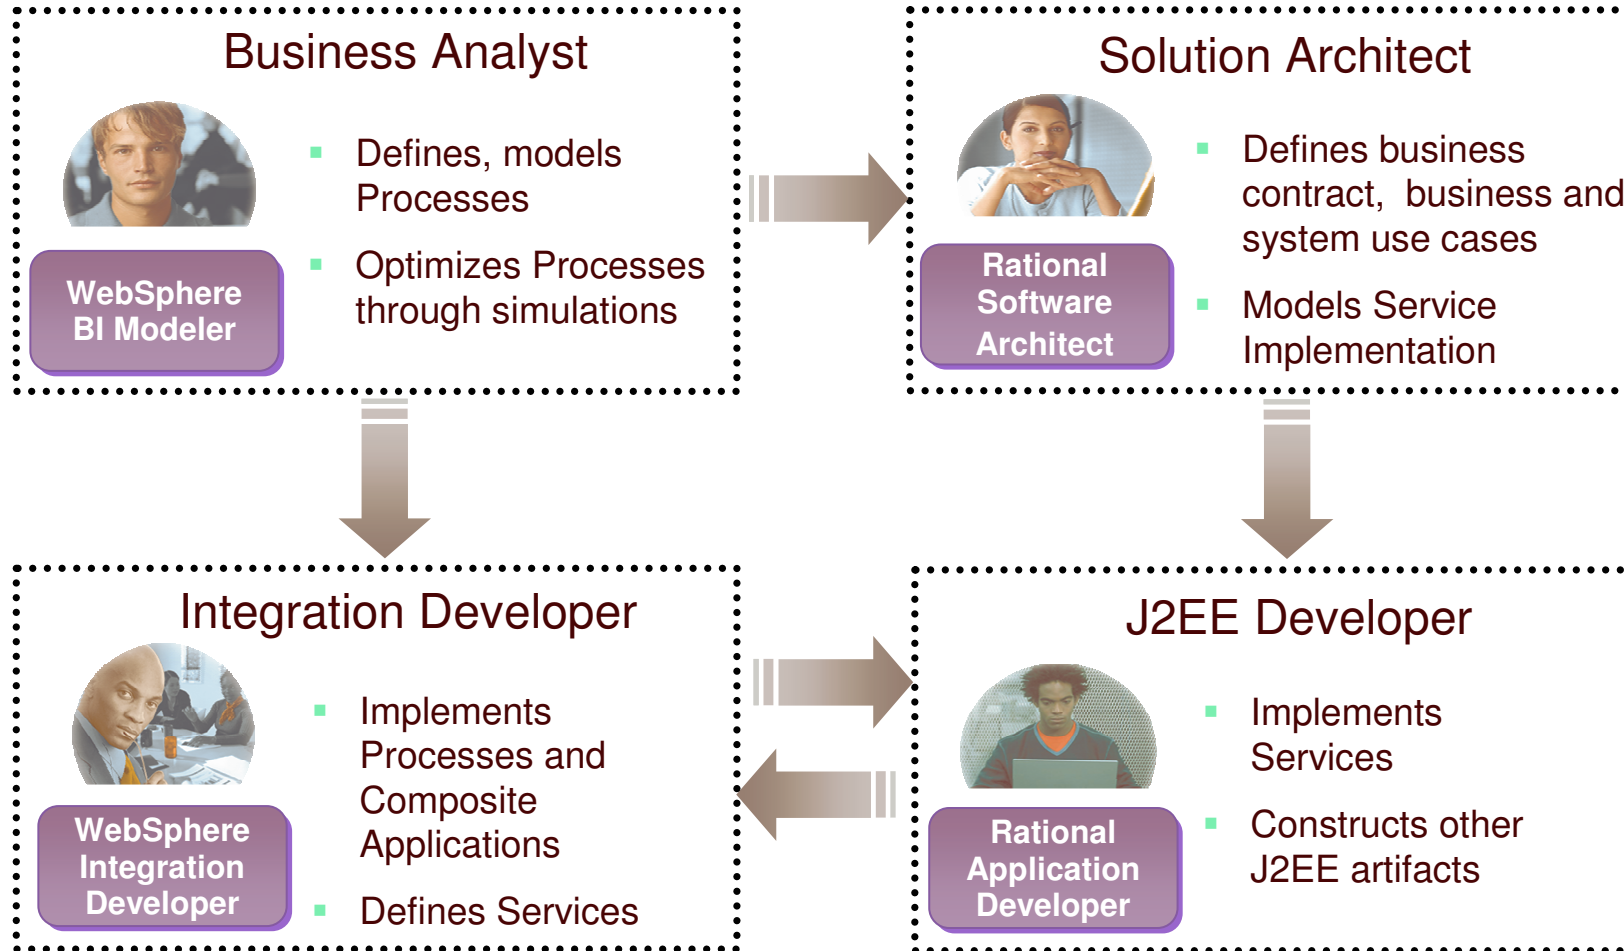 Business Analyst
Defines, models
Processes
Optimizes Processes
through simulations
WebSphere
BI Modeler
Solution Architect
Defines business
contract, business and
system use cases
Models Service
Implementation
Rational
Software
Architect
Integration Developer
Implements
Processes and
Composite
Applications
Defines Services
WebSphere
Integration
Developer
J2EE Developer
Implements
Services
Constructs other
J2EE artifacts
Rational
Application
Developer